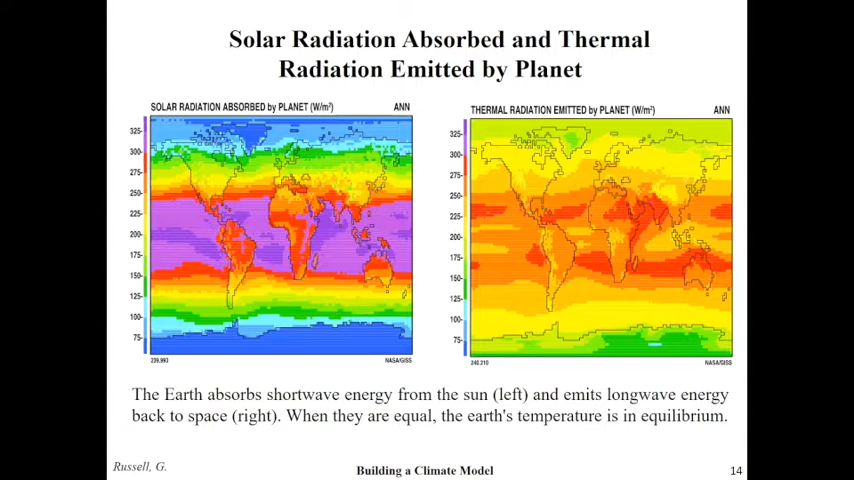 Solar Radiation Absorbed and Thermal
Radiation Emitted by Planet
SOLAR RADIATION ABSORBED by PLANET (W/m²) ANN
325-
300-
275-
250-
225-
200-
175-
150-
125-
100-
75-
239.993 NASA/GISS
THERMAL RADIATION EMITTED by PLANET (W/m²) ANN
325-
300-
275-
250-
225-
200-
175-
150-
125-
100-
75-
240.210 NASA/GISS
The Earth absorbs shortwave energy from the sun (left) and emits longwave energy
back to space (right). When they are equal, the earth's temperature is in equilibrium.
Russell, G.
Building a Climate Model
14